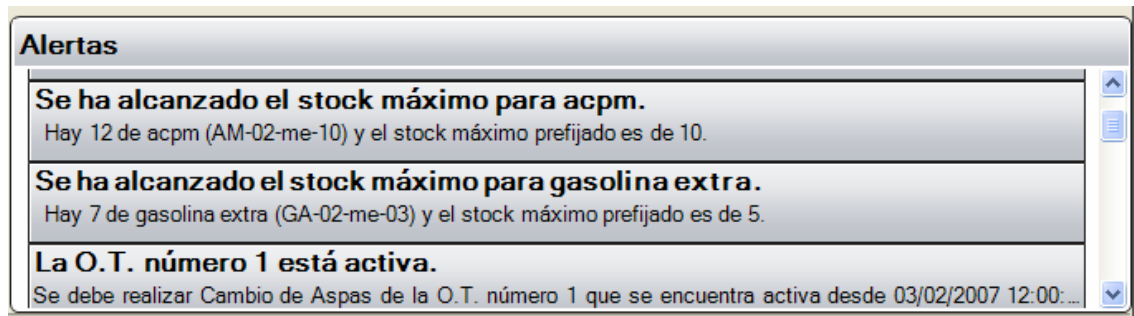 Alertas
Se ha alcanzado el stock máximo para acpm.
Hay 12 de acpm (AM-02-me-10) y el stock máximo prefijado es de 10.
Se ha alcanzado el stock máximo para gasolina extra.
Hay 7 de gasolina extra (GA-02-me-03) y el stock máximo prefijado es de 5.
La O.T. número 1 está activa.
Se debe realizar Cambio de Aspas de la O.T. número 1 que se encuentra activa desde 03/02/2007 12:00:...